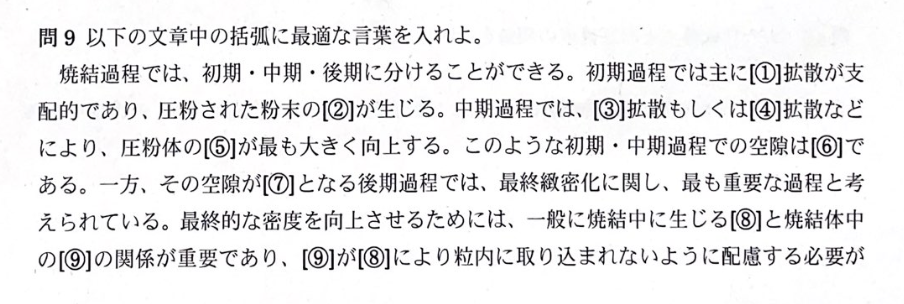 問9 以下の文章中の括弧に最適な言葉を入れよ。
焼結過程では、初期・中期・後期に分けることができる。初期過程では主に[①]拡散が支
配的であり、圧粉された粉末の[②]が生じる。中期過程では、[③]拡散もしくは[④]拡散など
により、圧粉体の[⑤]が最も大きく向上する。このような初期・中期過程での空隙は[⑥]で
ある。一方、その空隙が[⑦]となる後期過程では、最終緻密化に関し、最も重要な過程と考
えられている。最終的な密度を向上させるためには、一般に焼結中に生じる[⑧]と焼結体中
の[⑨]の関係が重要であり、[⑨]が[⑧]により粒内に取り込まれないように配慮する必要が